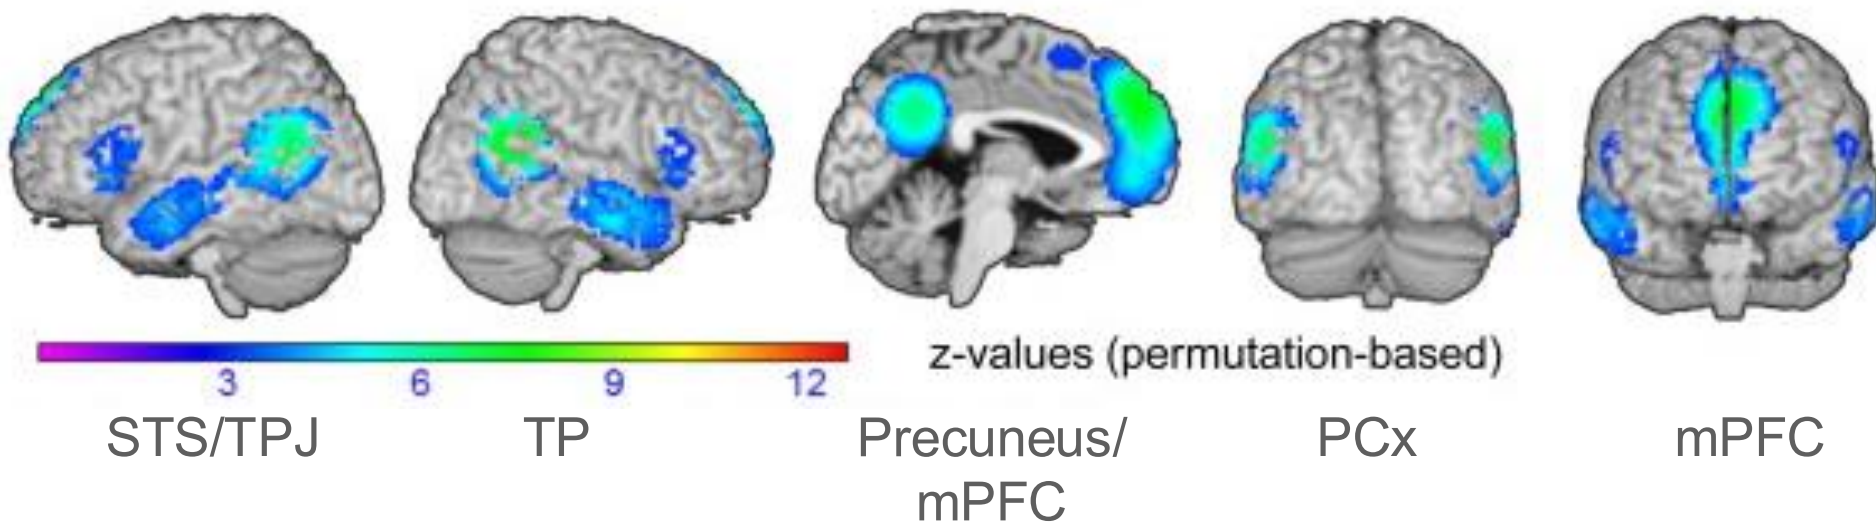 z-values (permutation-based)
3 6 9 12
STS/TPJ TP Precuneus/ PCx mPFC
mPFC